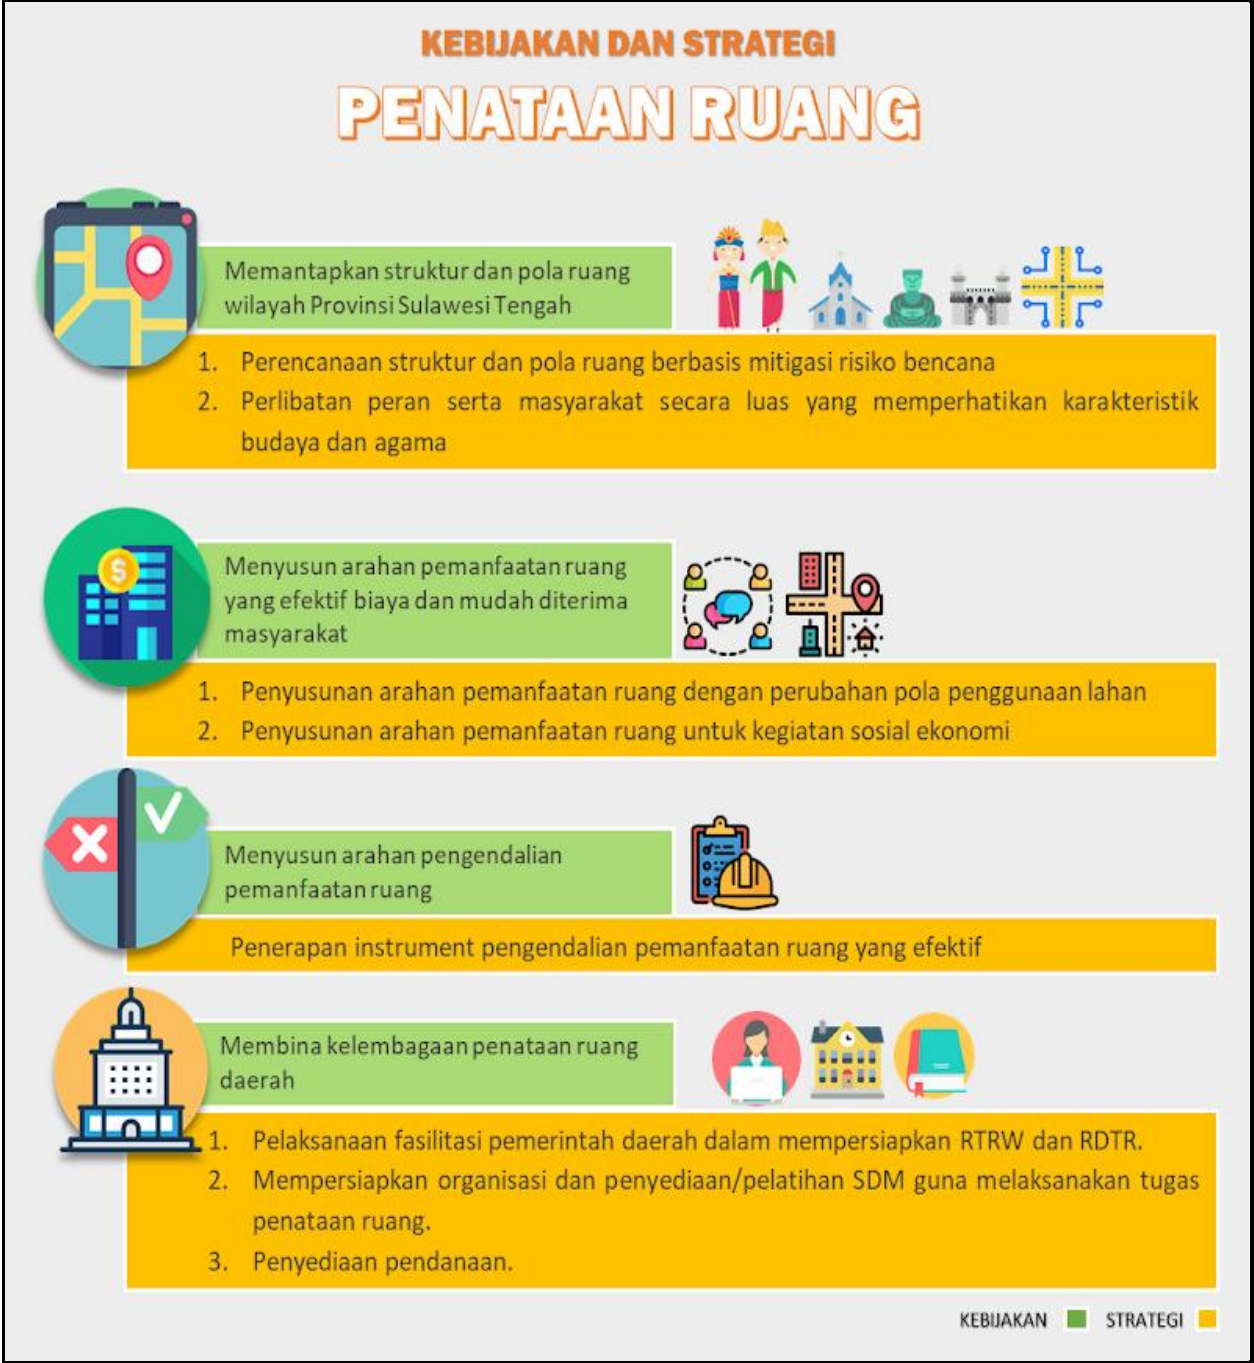 KEBIJAKAN DAN STRATEGI
PENATAAN RUANG
Memantapkan struktur dan pola ruang
wilayah Provinsi Sulawesi Tengah
1. Perencanaan struktur dan pola ruang berbasis mitigasi risiko bencana
2. Perlibatan peran serta masyarakat secara luas yang memperhatikan karakteristik
budaya dan agama
$
Menyusun arahan pemanfaatan ruang
yang efektif biaya dan mudah diterima
masyarakat
1. Penyusunan arahan pemanfaatan ruang dengan perubahan pola penggunaan lahan
2. Penyusunan arahan pemanfaatan ruang untuk kegiatan sosial ekonomi
Menyusun arahan pengendalian
pemanfaatan ruang
Penerapan instrument pengendalian pemanfaatan ruang yang efektif
Membina kelembagaan penataan ruang
daerah
1. Pelaksanaan fasilitasi pemerintah daerah dalam mempersiapkan RTRW dan RDTR.
2. Mempersiapkan organisasi dan penyediaan/pelatihan SDM guna melaksanakan tugas
penataan ruang.
3. Penyediaan pendanaan.
KEBIJAKAN STRATEGI